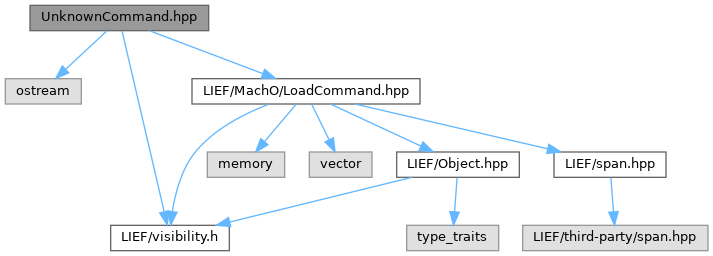 UnknownCommand.hpp
ostream
LIEF/MachO/LoadCommand.hpp
memory
vector
LIEF/Object.hpp
LIEF/span.hpp
LIEF/visibility.h
type_traits
LIEF/third-party/span.hpp